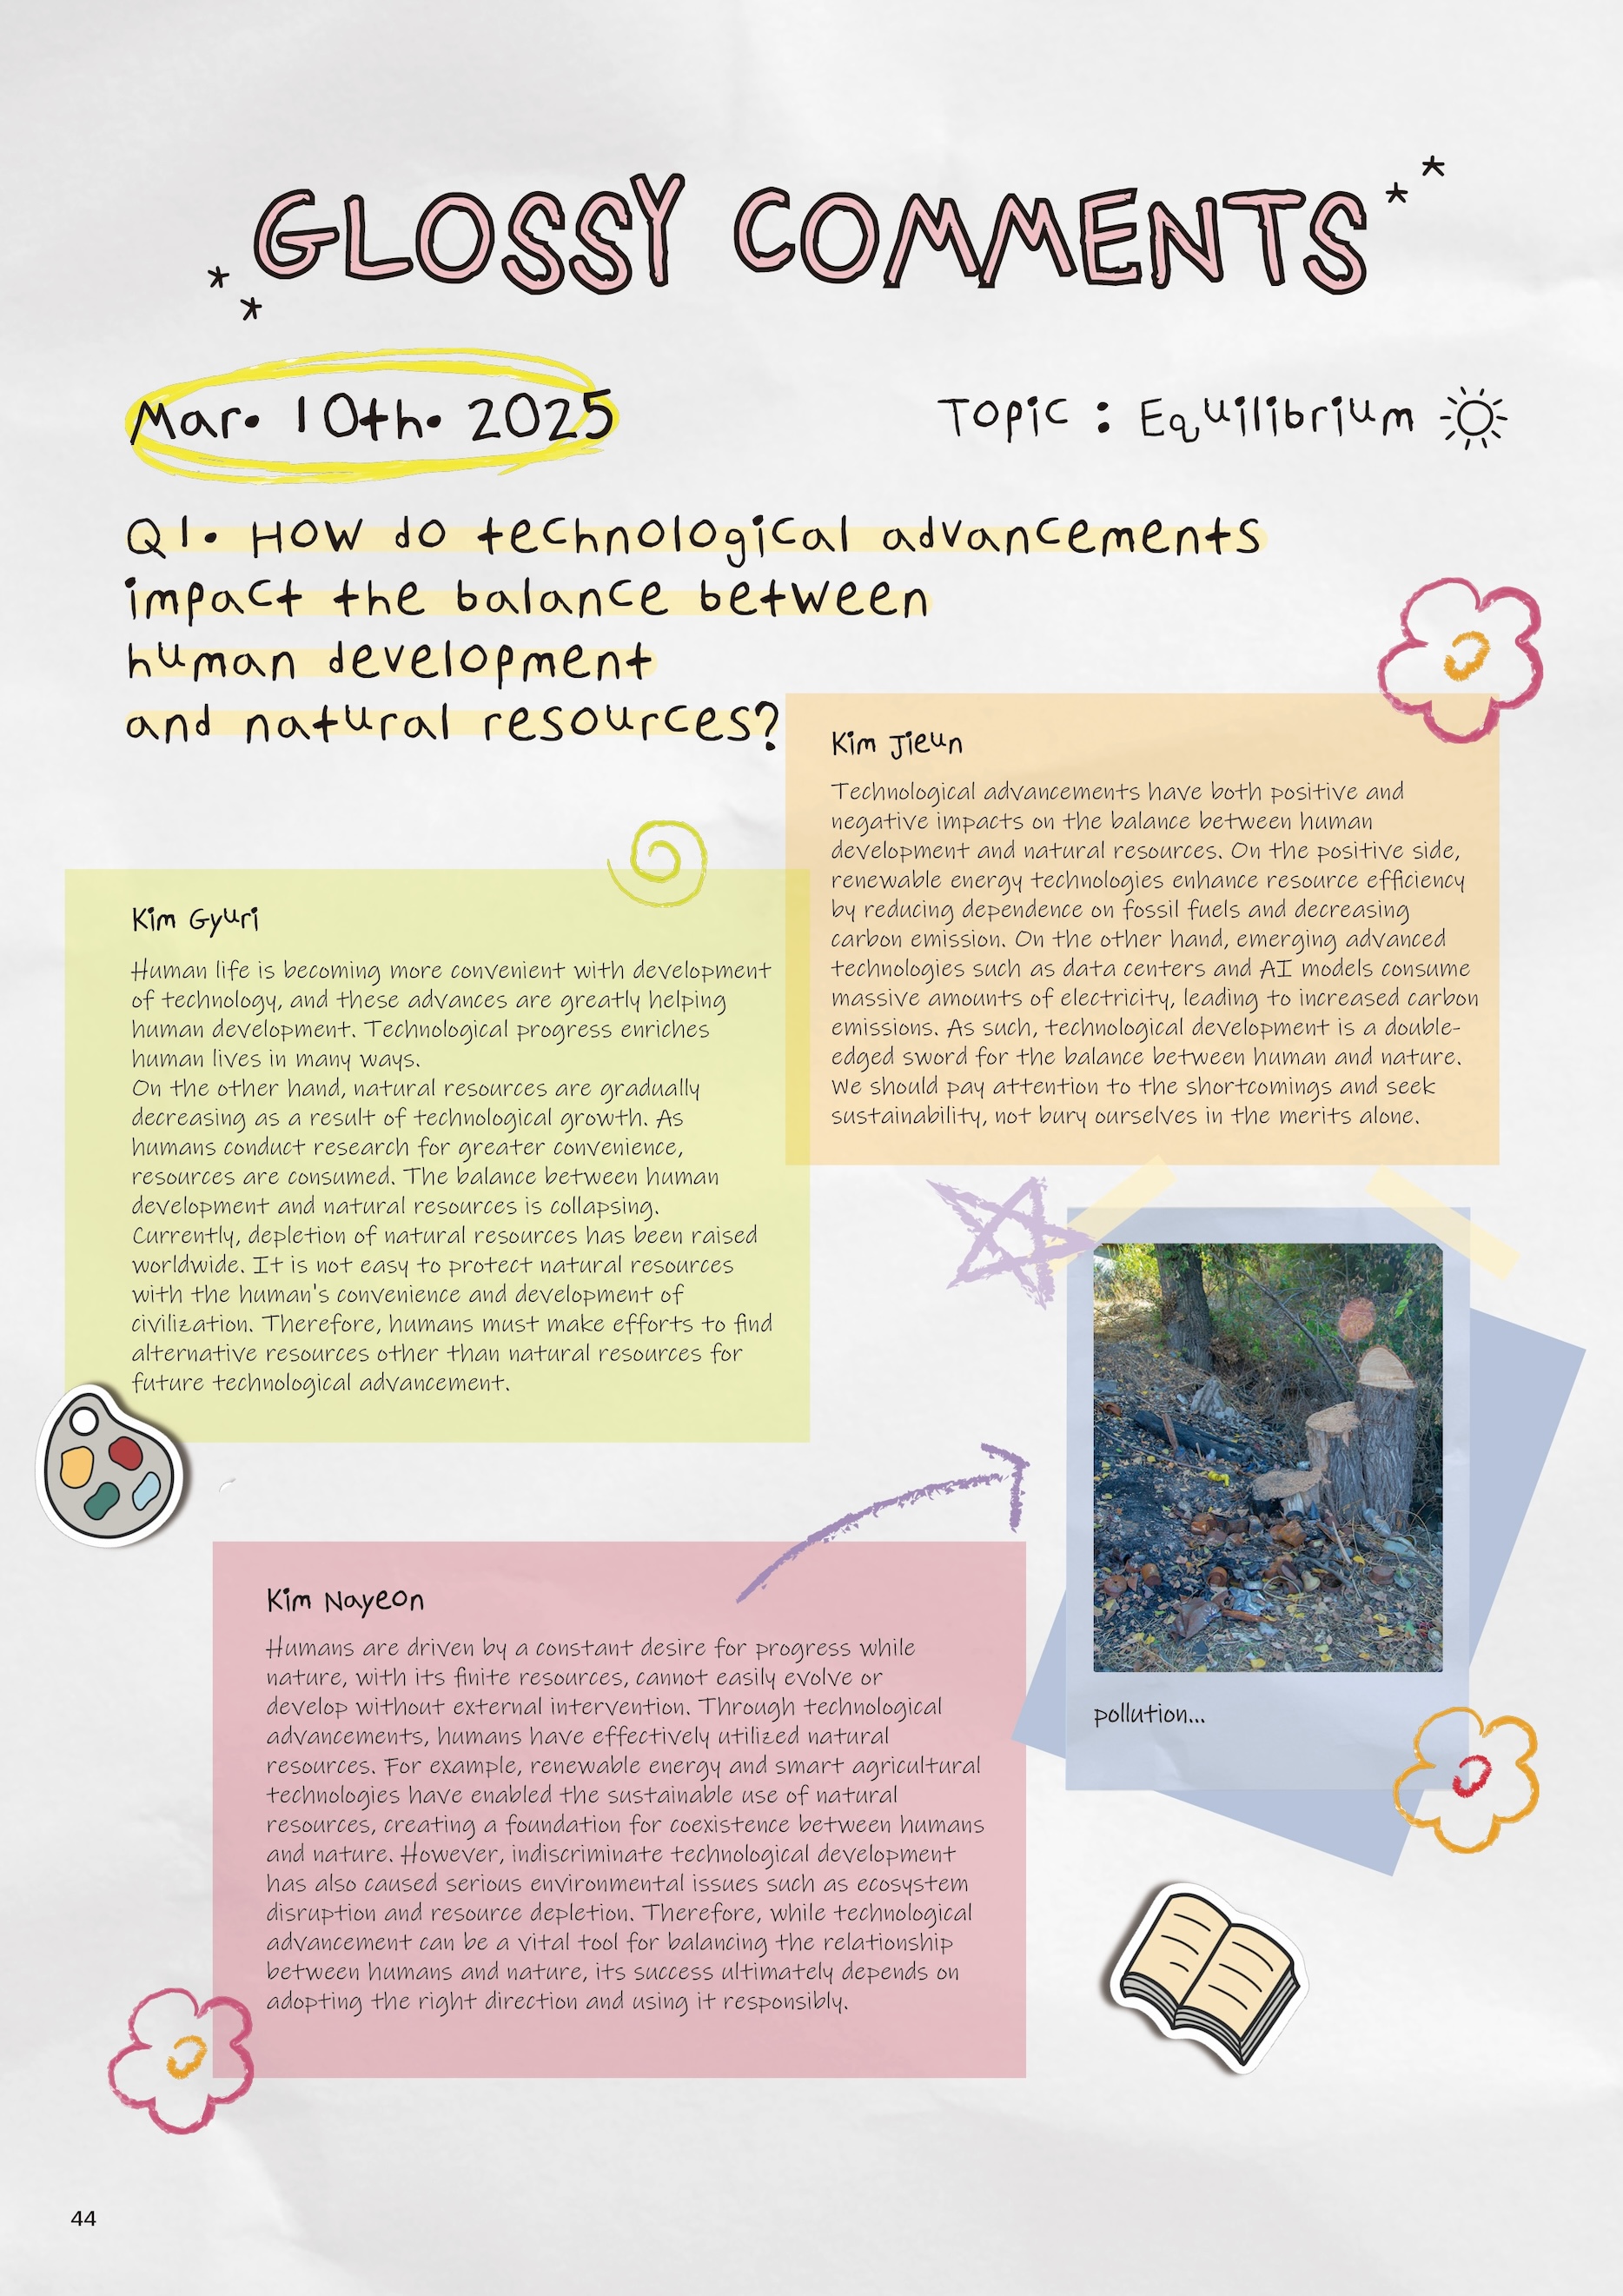 GLOSSY COMMENTS
Mar. 10th. 2025
Topic : Equilibrium
Q1. How do technological advancements
impact the balance between
human development
and natural resources?
Kim Jieun
Technological advancements have both positive and
negative impacts on the balance between human
development and natural resources. On the positive side,
renewable energy technologies enhance resource efficiency
by reducing dependence on fossil fuels and decreasing
carbon emission. On the other hand, emerging advanced
technologies such as data centers and AI models consume
massive amounts of electricity, leading to increased carbon
emissions. As such, technological development is a double-
edged sword for the balance between human and nature.
We should pay attention to the shortcomings and seek
sustainability, not bury ourselves in the merits alone.
Kim Gyuri
Human life is becoming more convenient with development
of technology, and these advances are greatly helping
human development. Technological progress enriches
human lives in many ways.
On the other hand, natural resources are gradually
decreasing as a result of technological growth. As
humans conduct research for greater convenience,
resources are consumed. The balance between human
development and natural resources is collapsing.
Currently, depletion of natural resources has been raised
worldwide. It is not easy to protect natural resources
with the human's convenience and development of
civilization. Therefore, humans must make efforts to find
alternative resources other than natural resources for
future technological advancement.
Kim Nayeon
Humans are driven by a constant desire for progress while
nature, with its finite resources, cannot easily evolve or
develop without external intervention. Through technological
advancements, humans have effectively utilized natural
resources. For example, renewable energy and smart agricultural
technologies have enabled the sustainable use of natural
resources, creating a foundation for coexistence between humans
and nature. However, indiscriminate technological development
has also caused serious environmental issues such as ecosystem
disruption and resource depletion. Therefore, while technological
advancement can be a vital tool for balancing the relationship
between humans and nature, its success ultimately depends on
adopting the right direction and using it responsibly.
pollution...
44